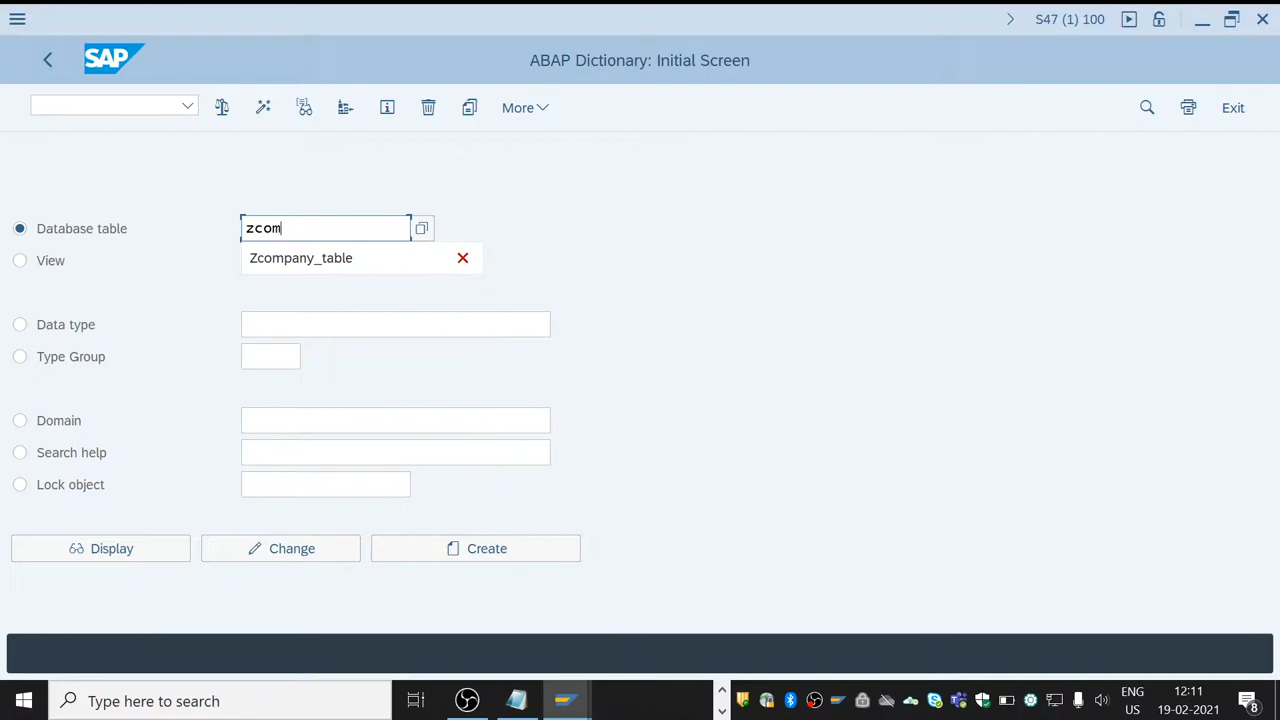 S47 (1) 100
SAP
ABAP Dictionary: Initial Screen
More
Exit
Database table
zcom
Zcompany_table
View
Data type
Type Group
Domain
Search help
Lock object
Display
Change
Create
Type here to search
ENG
US
12:11
19-02-2021
8